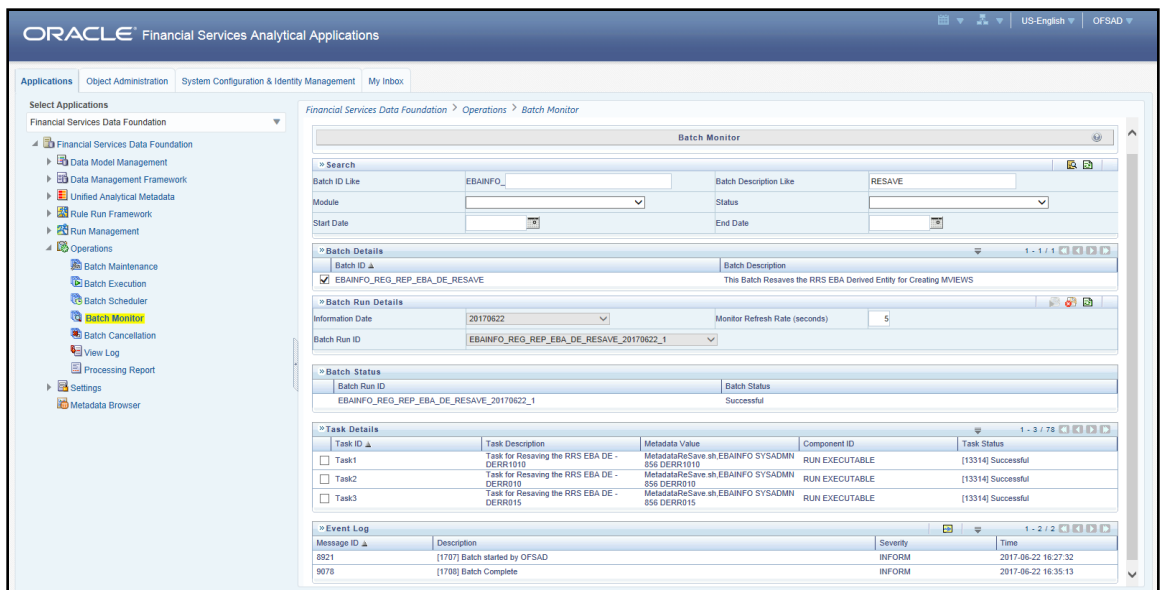 US-English OFSAD
ORACLE Financial Services Analytical Applications
Applications Object Administration System Configuration & Identity Management My Inbox
Select Applications
Financial Services Data Foundation
Financial Services Data Foundation
Data Model Management
Data Management Framework
Unified Analytical Metadata
Rule Run Framework
Run Management
Operations
Batch Maintenance
Batch Execution
Batch Scheduler
Batch Monitor
Batch Cancellation
View Log
Processing Report
Settings
Metadata Browser
Financial Services Data Foundation > Operations > Batch Monitor
Batch Monitor
» Search
Batch ID Like EBAINFO_ Batch Description Like RESAVE
Module Status
Start Date End Date
» Batch Details 1 - 1 / 1
Batch ID Batch Description
EBAINFO_REG_REP_EBA_DE_RESAVE This Batch Resaves the RRS EBA Derived Entity for Creating MVIEWS
» Batch Run Details
Information Date 20170622 Monitor Refresh Rate (seconds) 5
Batch Run ID EBAINFO_REG_REP_EBA_DE_RESAVE_20170622_1
» Batch Status
Batch Run ID Batch Status
EBAINFO_REG_REP_EBA_DE_RESAVE_20170622_1 Successful
» Task Details 1 - 3 / 78
Task ID Task Description Metadata Value Component ID Task Status
Task1 Task for Resaving the RRS EBA DE - DERR1010 MetadataReSave.sh,EBAINFO SYSADMN 856 DERR1010 RUN EXECUTABLE [13314] Successful
Task2 Task for Resaving the RRS EBA DE - DERR010 MetadataReSave.sh,EBAINFO SYSADMN 856 DERR010 RUN EXECUTABLE [13314] Successful
Task3 Task for Resaving the RRS EBA DE - DERR015 MetadataReSave.sh,EBAINFO SYSADMN 856 DERR015 RUN EXECUTABLE [13314] Successful
» Event Log 1 - 2 / 2
Message ID Description Severity Time
8921 [1707] Batch started by OFSAD INFORM 2017-06-22 16:27:32
9078 [1708] Batch Complete INFORM 2017-06-22 16:35:13